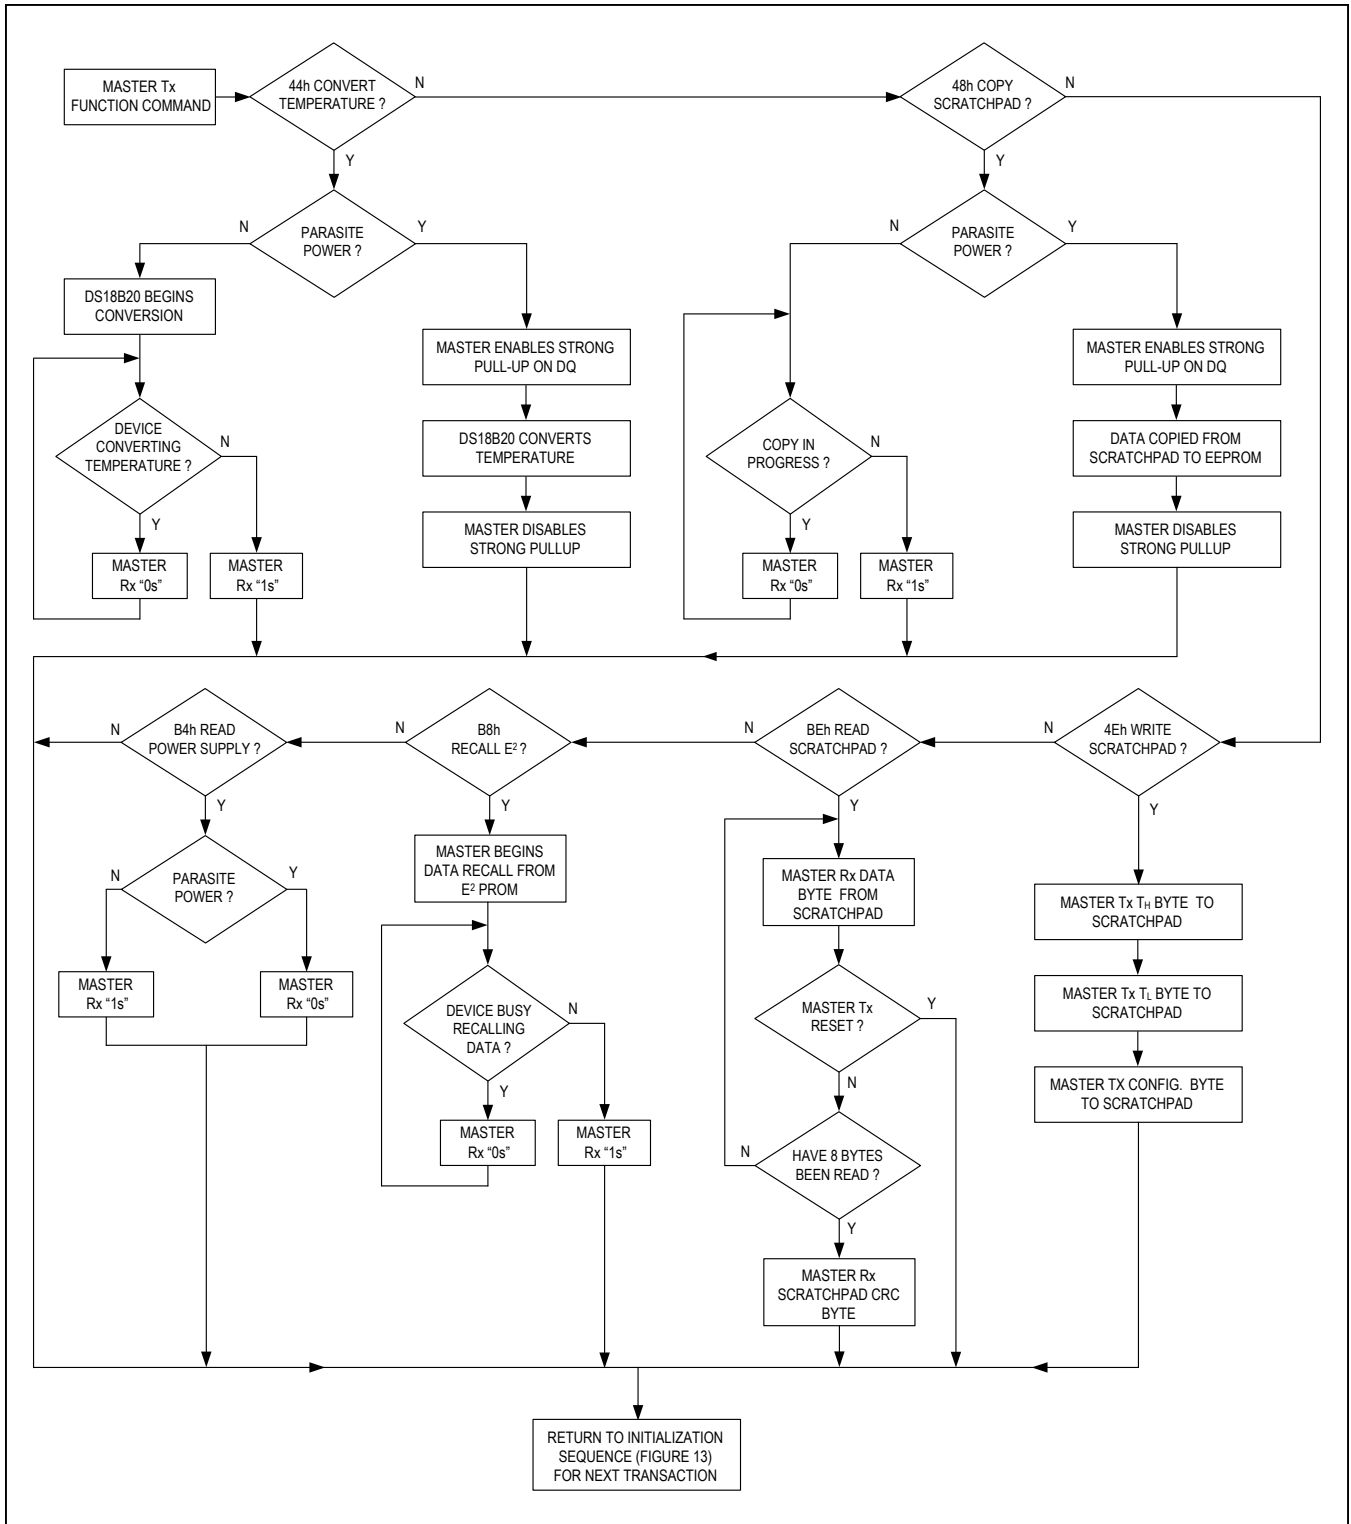 MASTER Tx
FUNCTION COMMAND
44h CONVERT
TEMPERATURE ?
N
Y
48h COPY
SCRATCHPAD ?
N
Y
PARASITE
POWER ?
N
Y
DS18B20 BEGINS
CONVERSION
MASTER ENABLES STRONG
PULL-UP ON DQ
DEVICE
CONVERTING
TEMPERATURE ?
N
Y
DS18B20 CONVERTS
TEMPERATURE
MASTER
Rx “0s”
MASTER
Rx “1s”
MASTER DISABLES
STRONG PULLUP
PARASITE
POWER ?
N
Y
MASTER ENABLES STRONG
PULL-UP ON DQ
COPY IN
PROGRESS ?
N
Y
DATA COPIED FROM
SCRATCHPAD TO EEPROM
MASTER
Rx “0s”
MASTER
Rx “1s”
MASTER DISABLES
STRONG PULLUP
4Eh WRITE
SCRATCHPAD ?
N
Y
MASTER Tx TH BYTE TO
SCRATCHPAD
MASTER Tx TL BYTE TO
SCRATCHPAD
MASTER TX CONFIG. BYTE
TO SCRATCHPAD
BEh READ
SCRATCHPAD ?
N
Y
MASTER Rx DATA
BYTE FROM
SCRATCHPAD
MASTER Tx
RESET ?
Y
N
HAVE 8 BYTES
BEEN READ ?
N
Y
MASTER Rx
SCRATCHPAD CRC
BYTE
B8h
RECALL E² ?
N
Y
MASTER BEGINS
DATA RECALL FROM
E² PROM
DEVICE BUSY
RECALLING
DATA ?
N
Y
MASTER
Rx “0s”
MASTER
Rx “1s”
B4h READ
POWER SUPPLY ?
N
Y
PARASITE
POWER ?
N
Y
MASTER
Rx “1s”
MASTER
Rx “0s”
RETURN TO INITIALIZATION
SEQUENCE (FIGURE 13)
FOR NEXT TRANSACTION